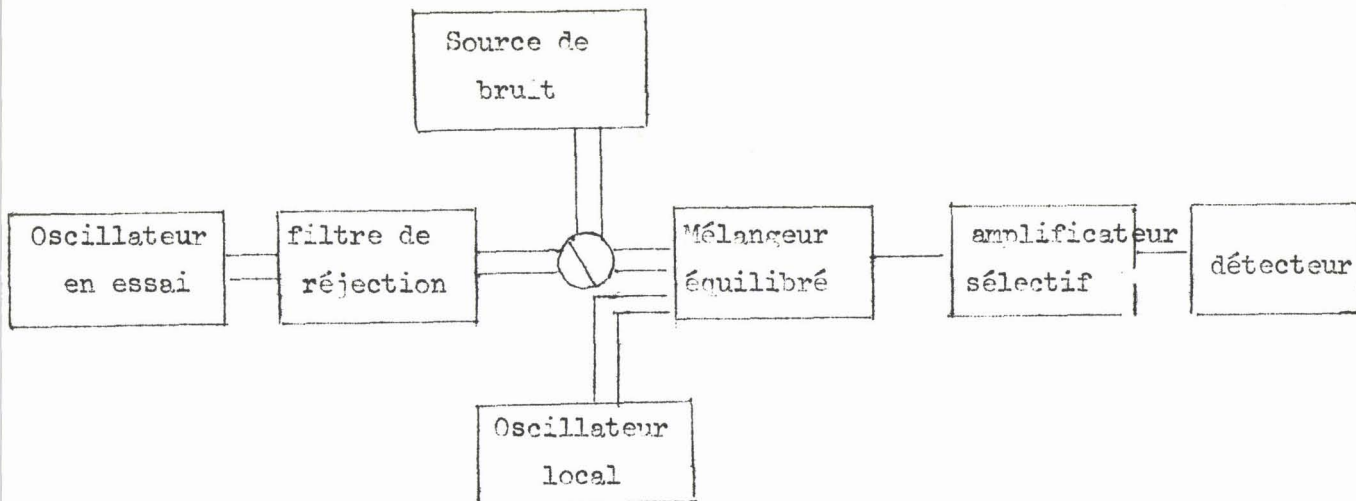 Source de
bruit
Oscillateur
en essai
filtre de
réjection
Mélangeur
équilibré
amplificateur
sélectif
détecteur
Oscillateur
local